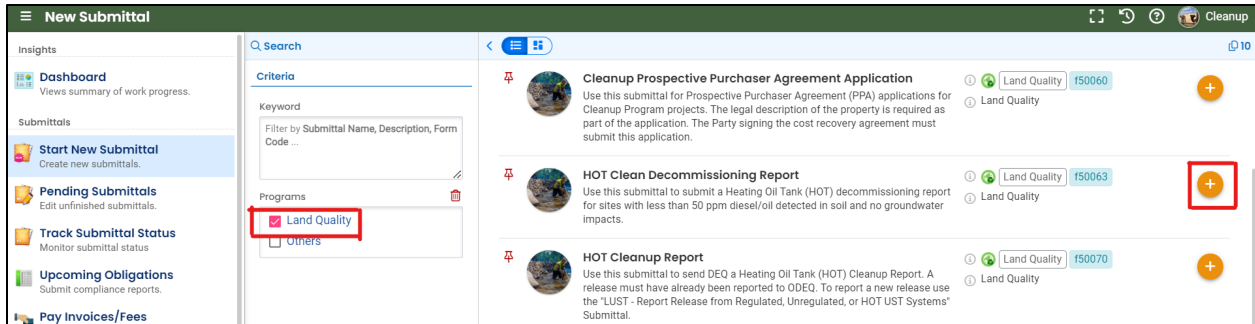 New Submittal
Cleanup
Insights
Dashboard
Views summary of work progress.
Submittals
Start New Submittal
Create new submittals.
Pending Submittals
Edit unfinished submittals.
Track Submittal Status
Monitor submittal status
Upcoming Obligations
Submit compliance reports.
Pay Invoices/Fees
Search
Criteria
Keyword
Filter by Submittal Name, Description, Form
Code ...
Programs
Land Quality
Others
10
Cleanup Prospective Purchaser Agreement Application
Use this submittal for Prospective Purchaser Agreement (PPA) applications for
Cleanup Program projects. The legal description of the property is required as
part of the application. The Party signing the cost recovery agreement must
submit this application.
Land Quality f50060
Land Quality
HOT Clean Decommissioning Report
Use this submittal to submit a Heating Oil Tank (HOT) decommissioning report
for sites with less than 50 ppm diesel/oil detected in soil and no groundwater
impacts.
Land Quality f50063
Land Quality
HOT Cleanup Report
Use this submittal to send DEQ a Heating Oil Tank (HOT) Cleanup Report. A
release must have already been reported to ODEQ. To report a new release use
the "LUST - Report Release from Regulated, Unregulated, or HOT UST Systems"
Submittal.
Land Quality f50070
Land Quality